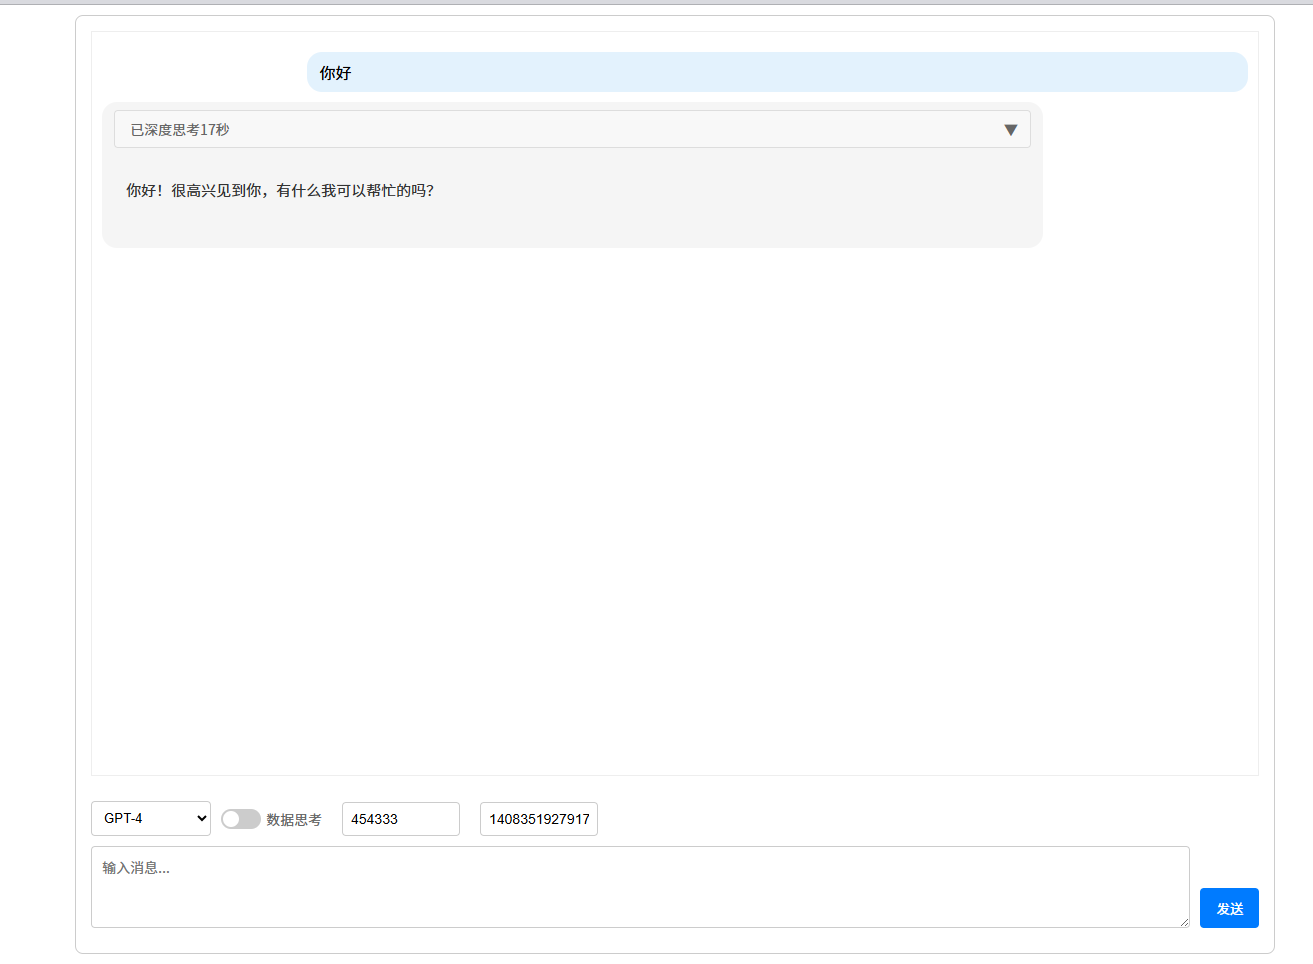 你好
已深度思考17秒 ▼
你好！很高兴见到你，有什么我可以帮忙的吗？
GPT-4 数据思考 454333 1408351927917
输入消息...
发送